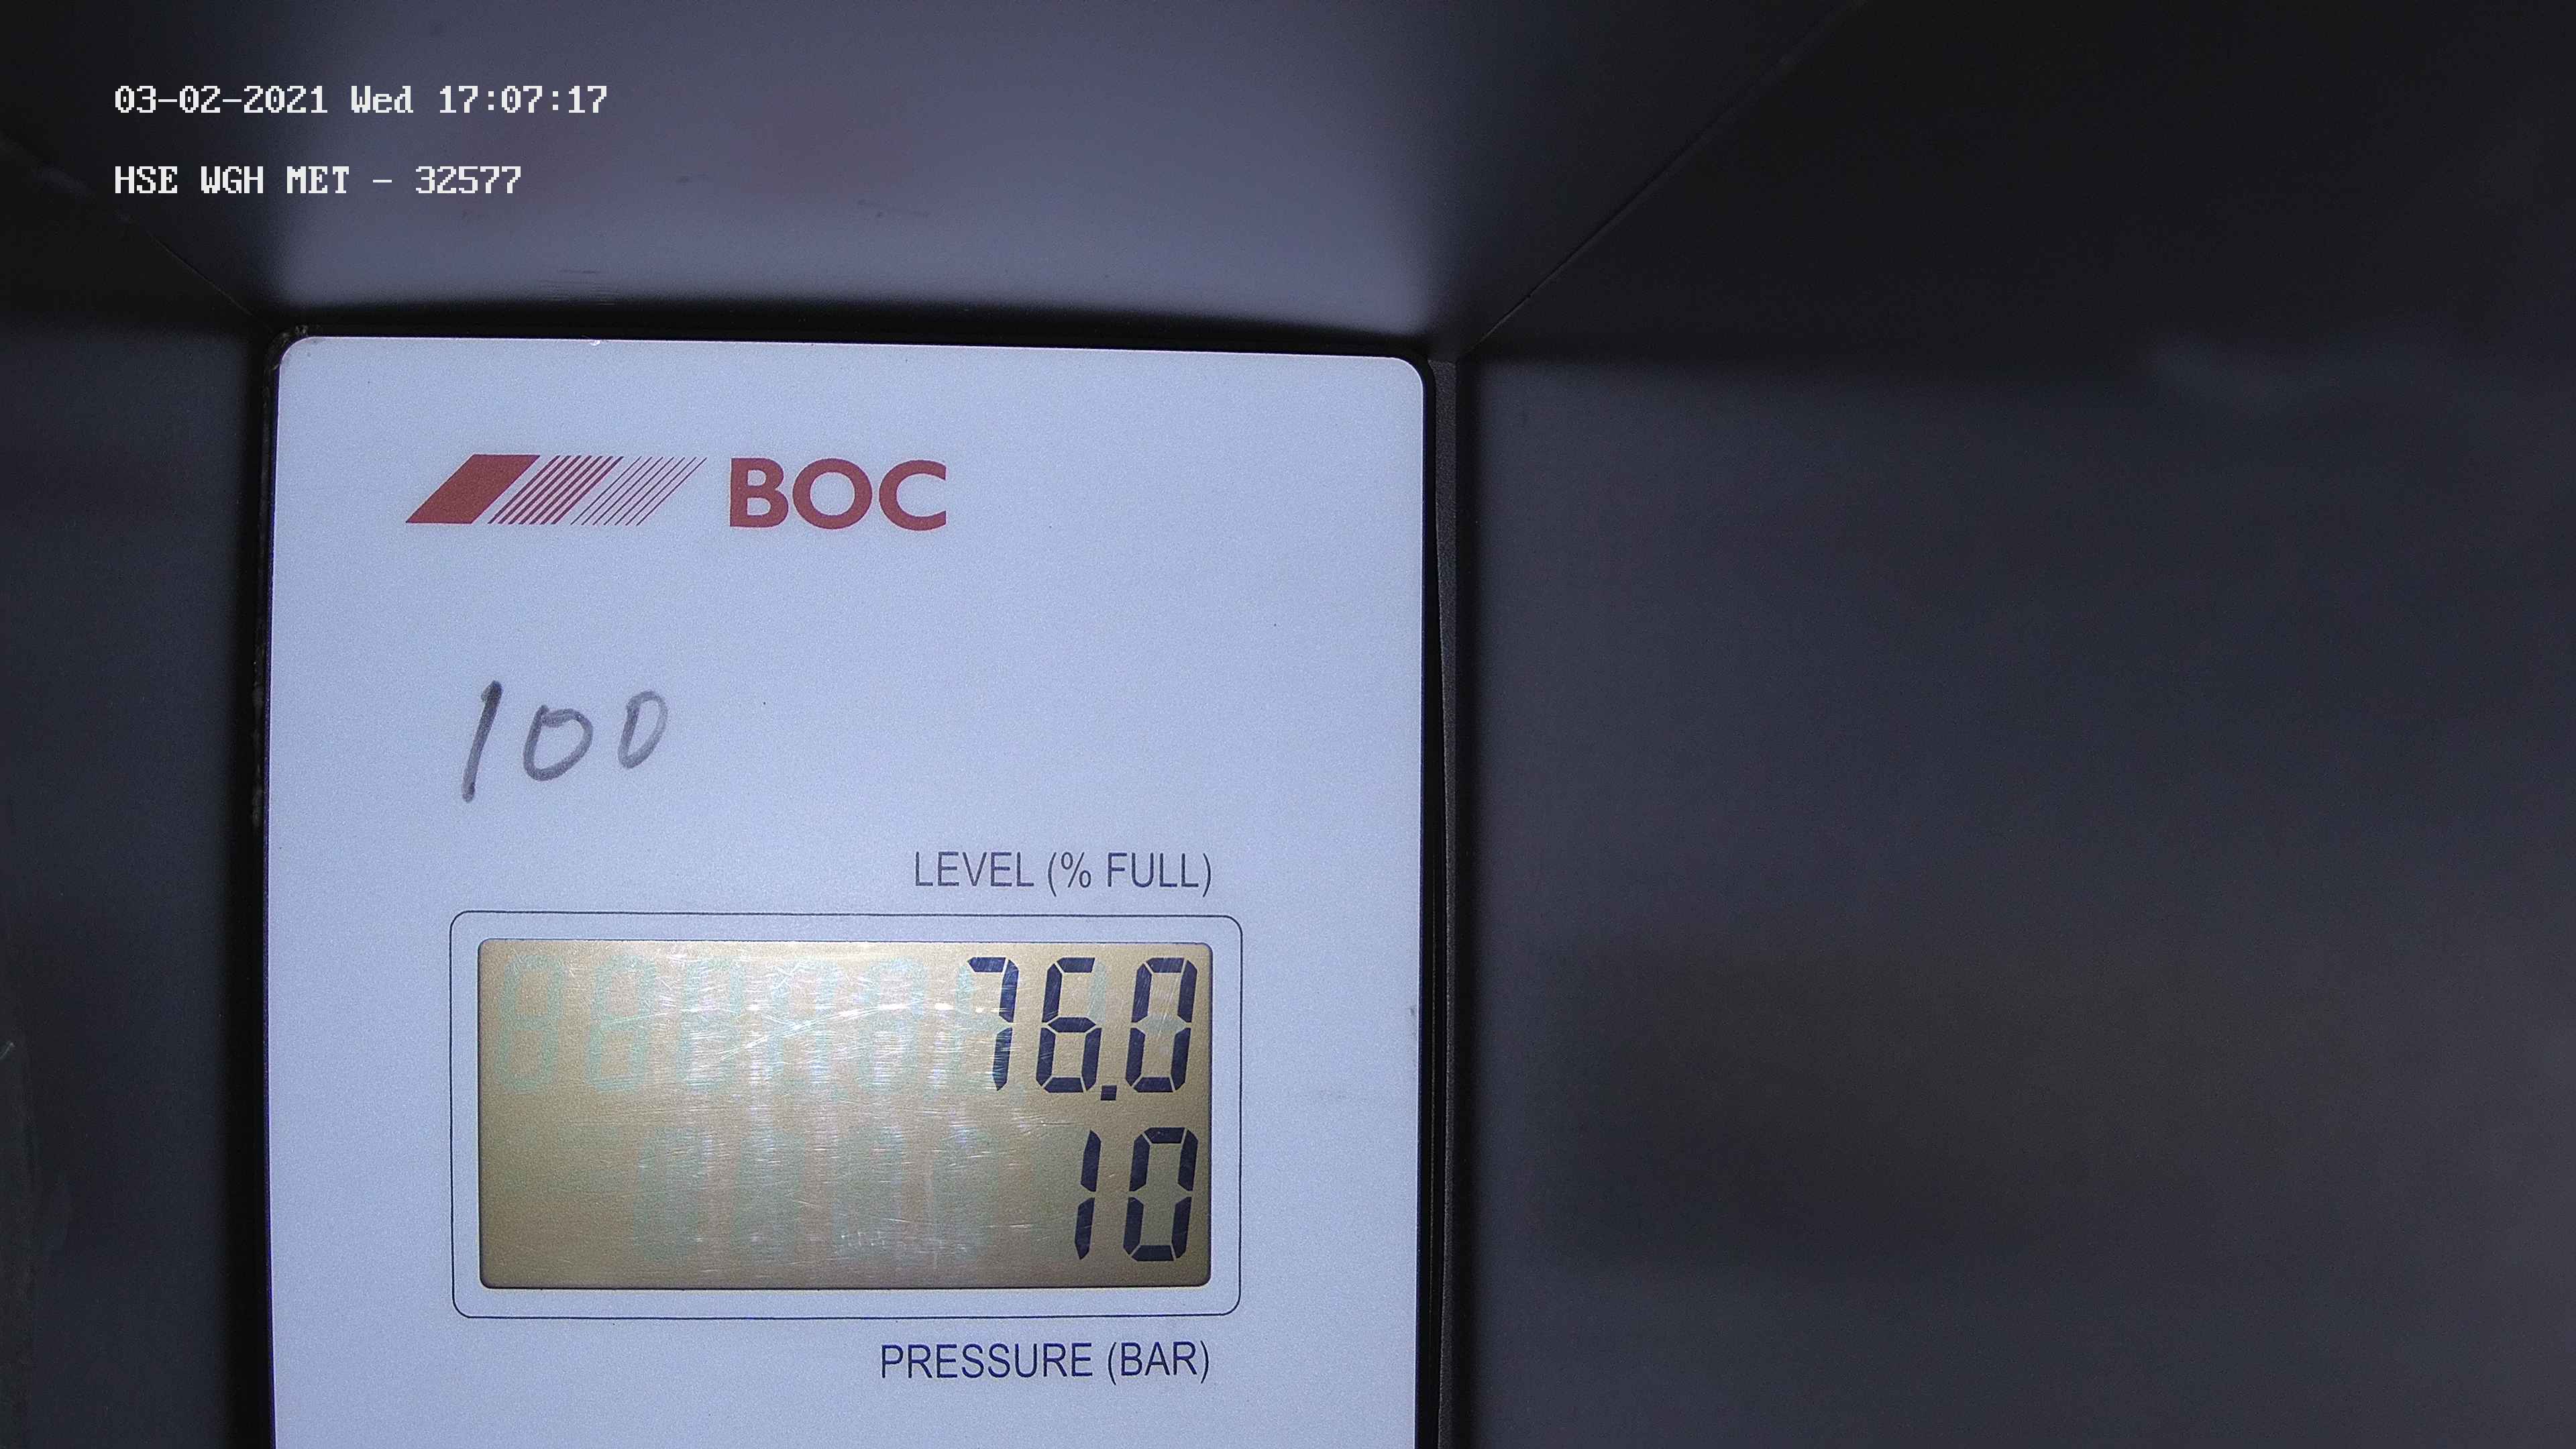 03-02-2021 Wed 17:07:17
HSE WGH MET - 32577
BOC
100
LEVEL (% FULL)
76.0
10
PRESSURE (BAR)